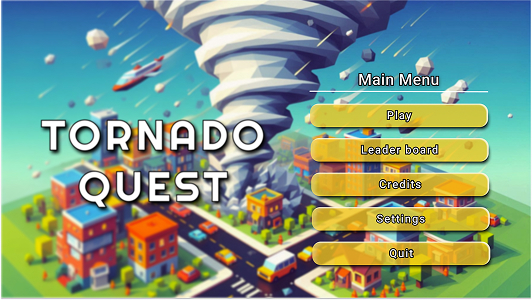 TORNADO
QUEST
Main Menu
Play
Leader board
Credits
Settings
Quit